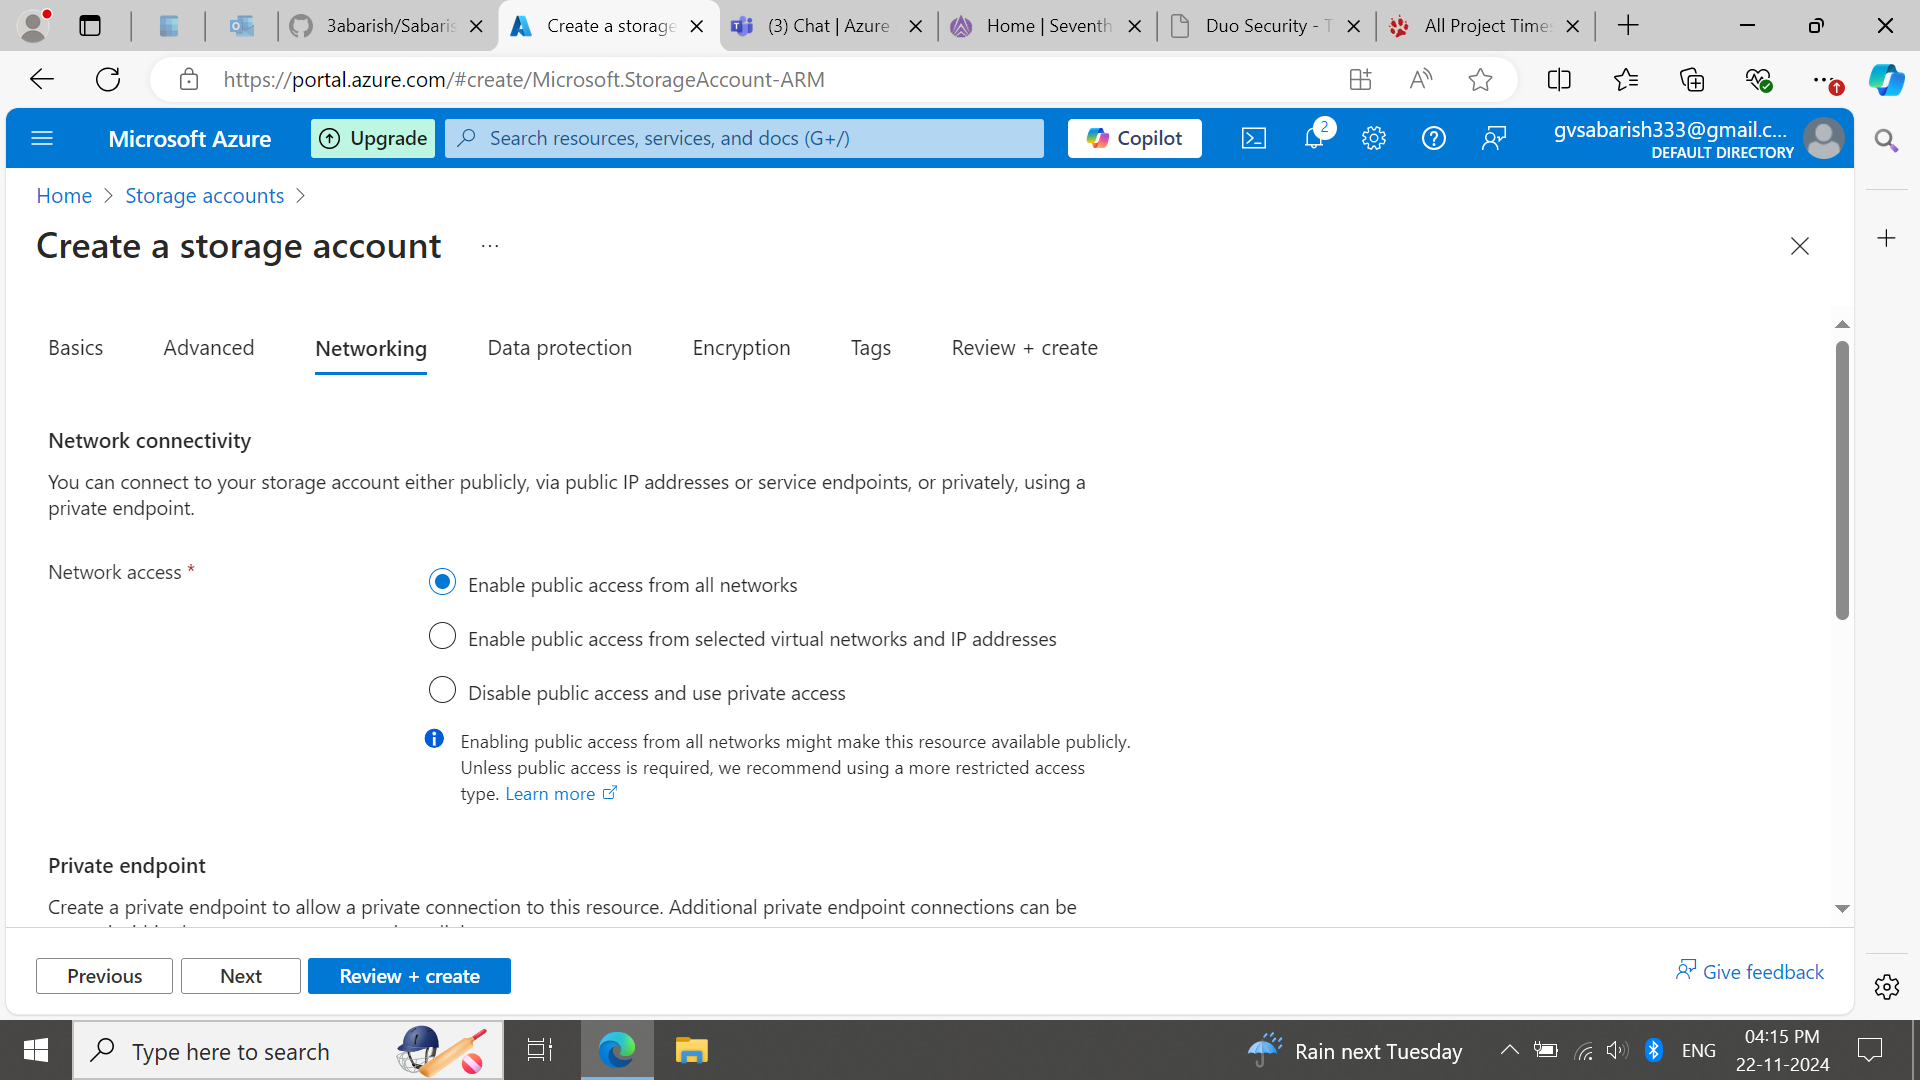 3abarish/Sabaris
Create a storage
(3) Chat | Azure
Home | Seventh
Duo Security - T
All Project Time
https://portal.azure.com/#create/Microsoft.StorageAccount-ARM
Microsoft Azure
Upgrade
Search resources, services, and docs (G+/)
Copilot
2
gvsabarish333@gmail.c...
DEFAULT DIRECTORY
Home > Storage accounts >
Create a storage account ...
Basics
Advanced
Networking
Data protection
Encryption
Tags
Review + create
Network connectivity
You can connect to your storage account either publicly, via public IP addresses or service endpoints, or privately, using a
private endpoint.
Network access *
Enable public access from all networks
Enable public access from selected virtual networks and IP addresses
Disable public access and use private access
Enabling public access from all networks might make this resource available publicly.
Unless public access is required, we recommend using a more restricted access
type. Learn more
Private endpoint
Create a private endpoint to allow a private connection to this resource. Additional private endpoint connections can be
Previous
Next
Review + create
Give feedback
Type here to search
Rain next Tuesday
ENG
04:15 PM
22-11-2024